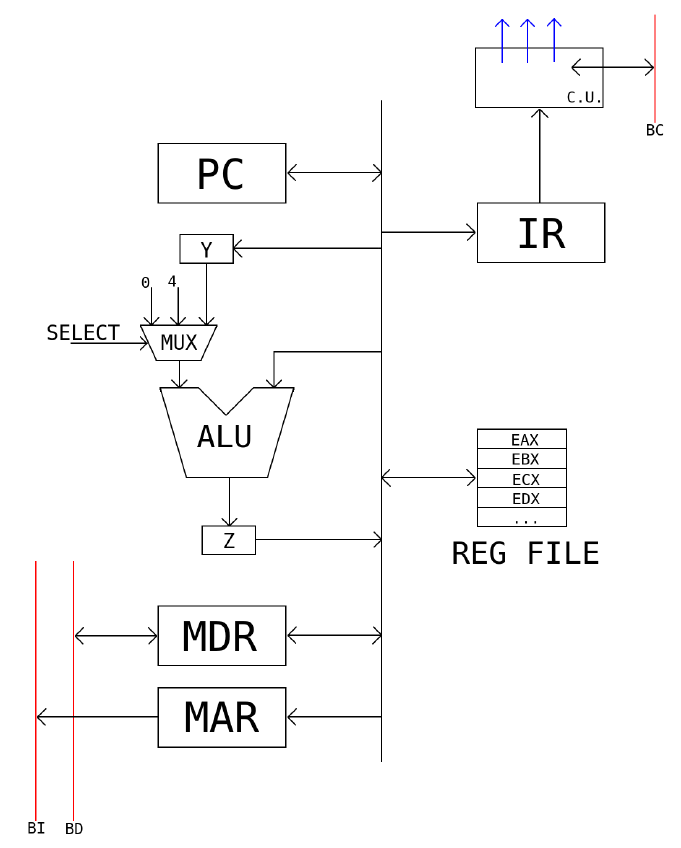 C.U.
BC
PC
IR
Y
0 4
SELECT
MUX
ALU
EAX
EBX
ECX
EDX
...
REG FILE
Z
MDR
MAR
BI BD